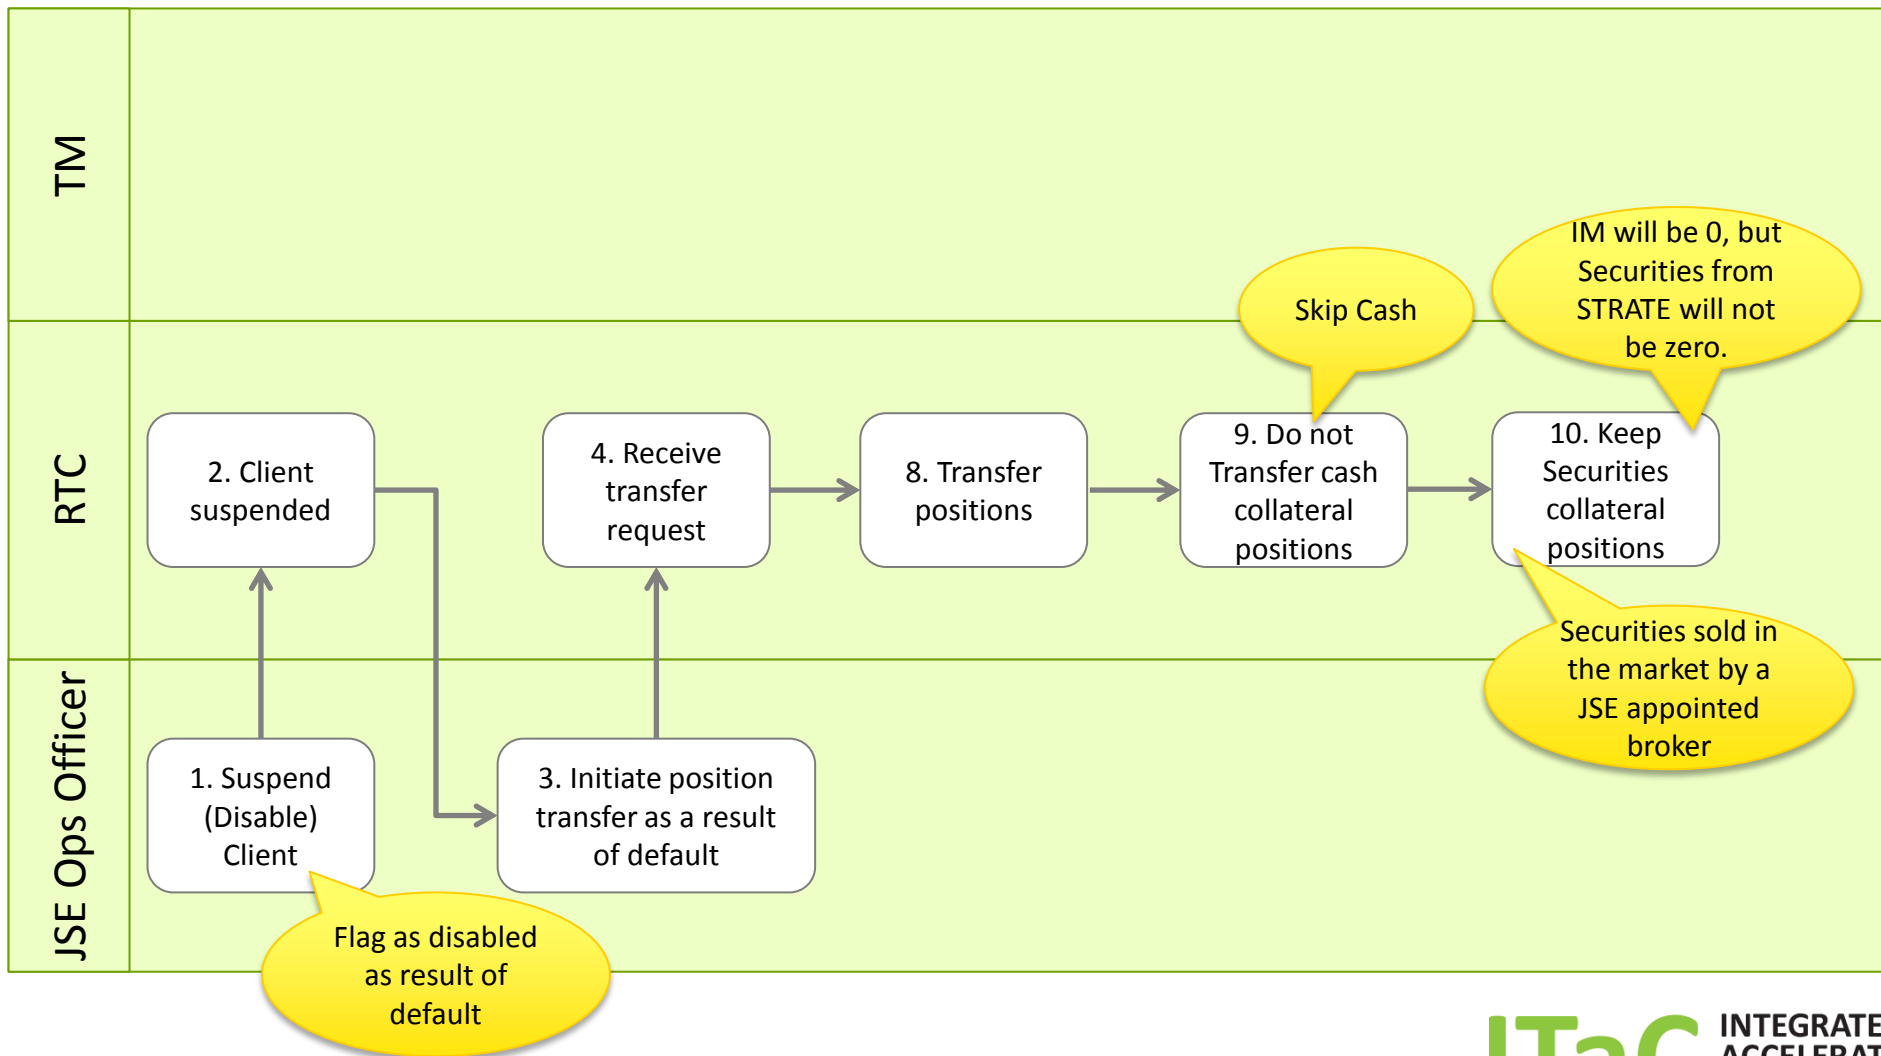 TM
IM will be 0, but
Securities from
STRATE will not
be zero.
Skip Cash
RTC
2. Client
suspended
4. Receive
transfer
request
8. Transfer
positions
9. Do not
Transfer cash
collateral
positions
10. Keep
Securities
collateral
positions
Securities sold in
the market by a
JSE appointed
broker
JSE Ops Officer
1. Suspend
(Disable)
Client
3. Initiate position
transfer as a result
of default
Flag as disabled
as result of
default
ITaC
INTEGRATE
ACCELERAT